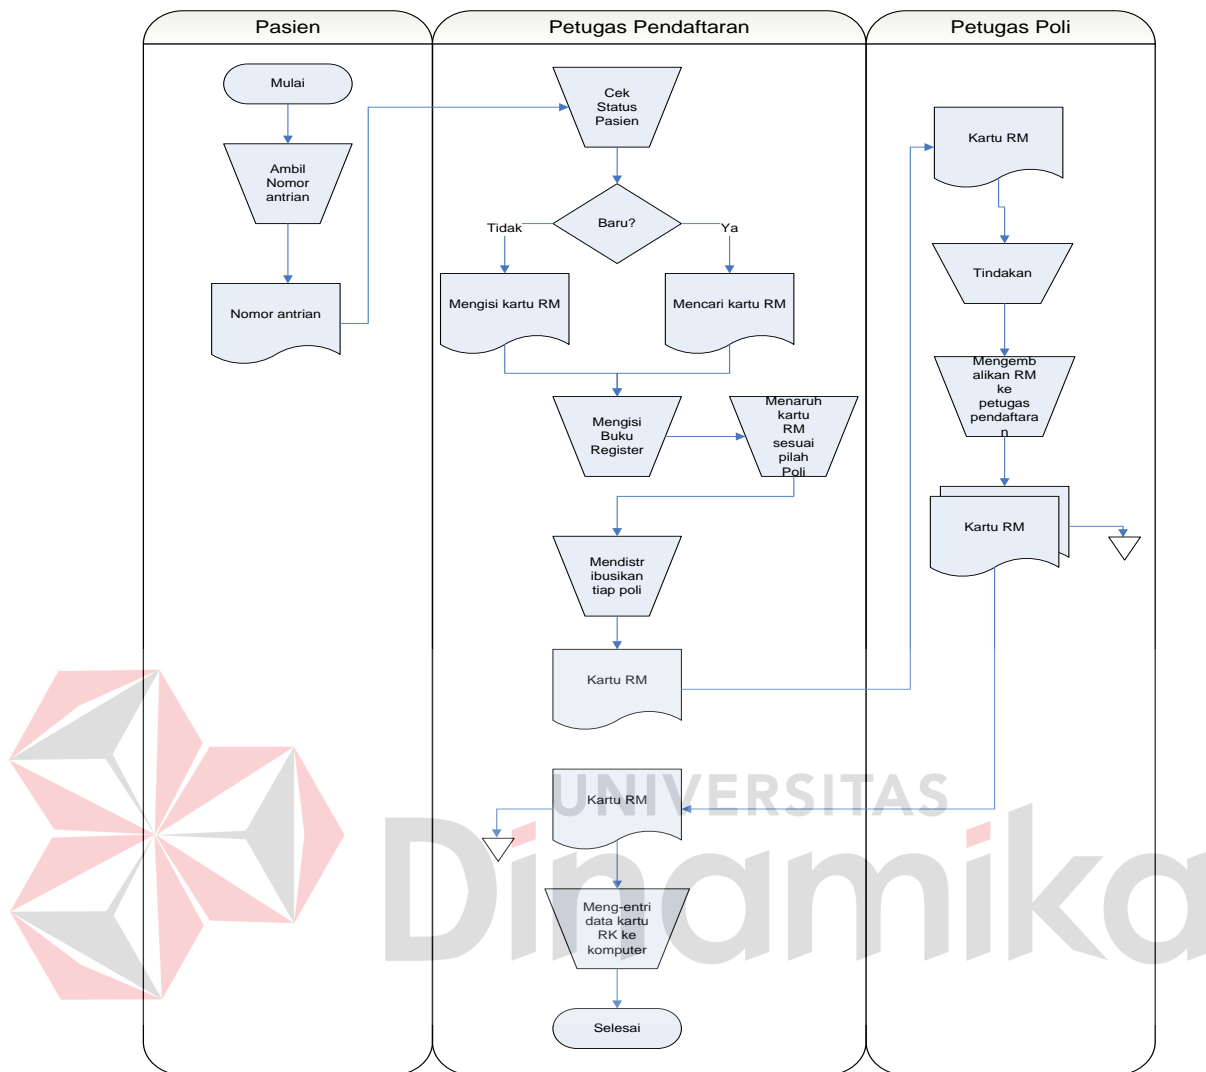 Pasien
Petugas Pendaftaran
Petugas Poli
Mulai
Ambil
Nomor
antrian
Nomor antrian
Cek
Status
Pasien
Baru?
Tidak
Ya
Mengisi kartu RM
Mencari kartu RM
Mengisi
Buku
Register
Menaruh
kartu
RM
sesuai
pilah
Poli
Mendistr
ibusikan
tiap poli
Kartu RM
Kartu RM
Tindakan
Mengemb
alikan RM
ke
petugas
pendaftara
n
Kartu RM
Kartu RM
Meng-entri
data kartu
RK ke
komputer
Selesai
UNIVERSITAS
Dinamika